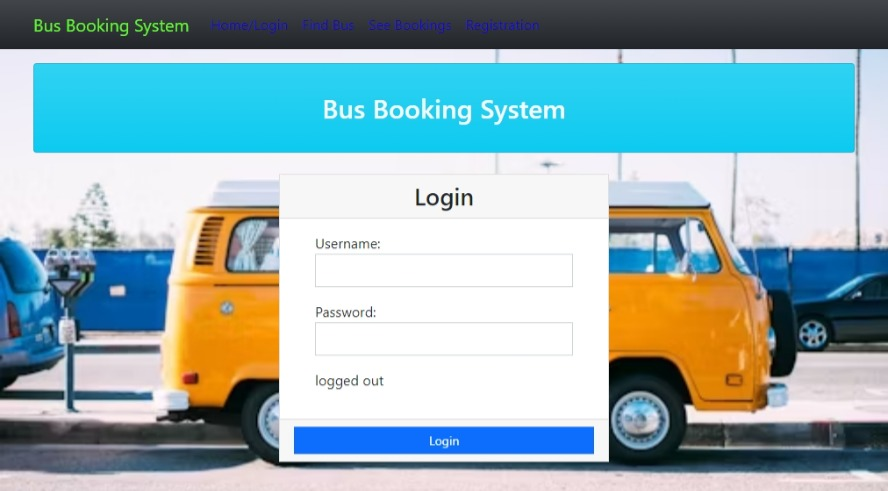 Bus Booking System Home/Login Find Bus See Bookings Registration
Bus Booking System
Login
Username:
Password:
logged out
Login